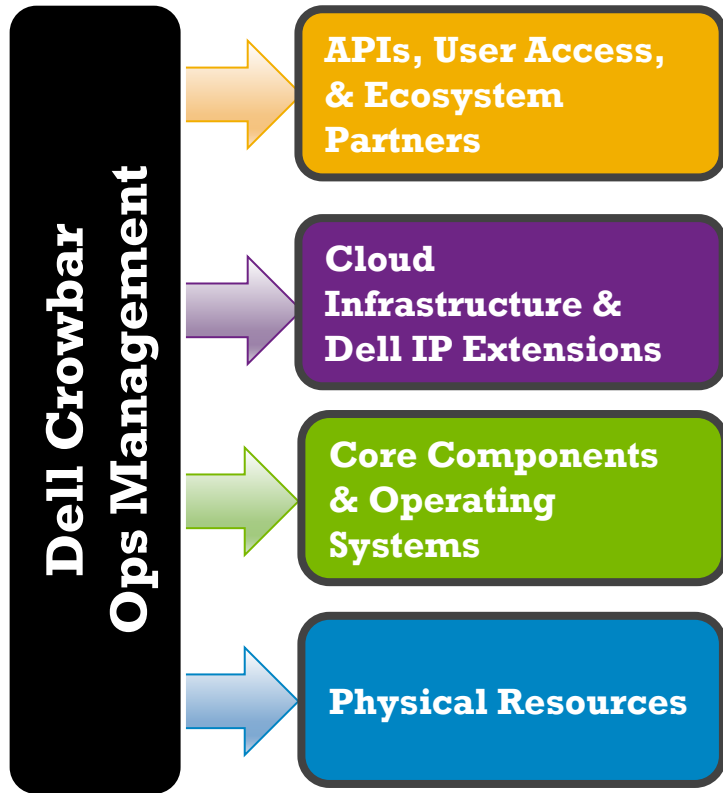 Dell Crowbar
Ops Management
APIs, User Access,
& Ecosystem
Partners
Cloud
Infrastructure &
Dell IP Extensions
Core Components
& Operating
Systems
Physical Resources